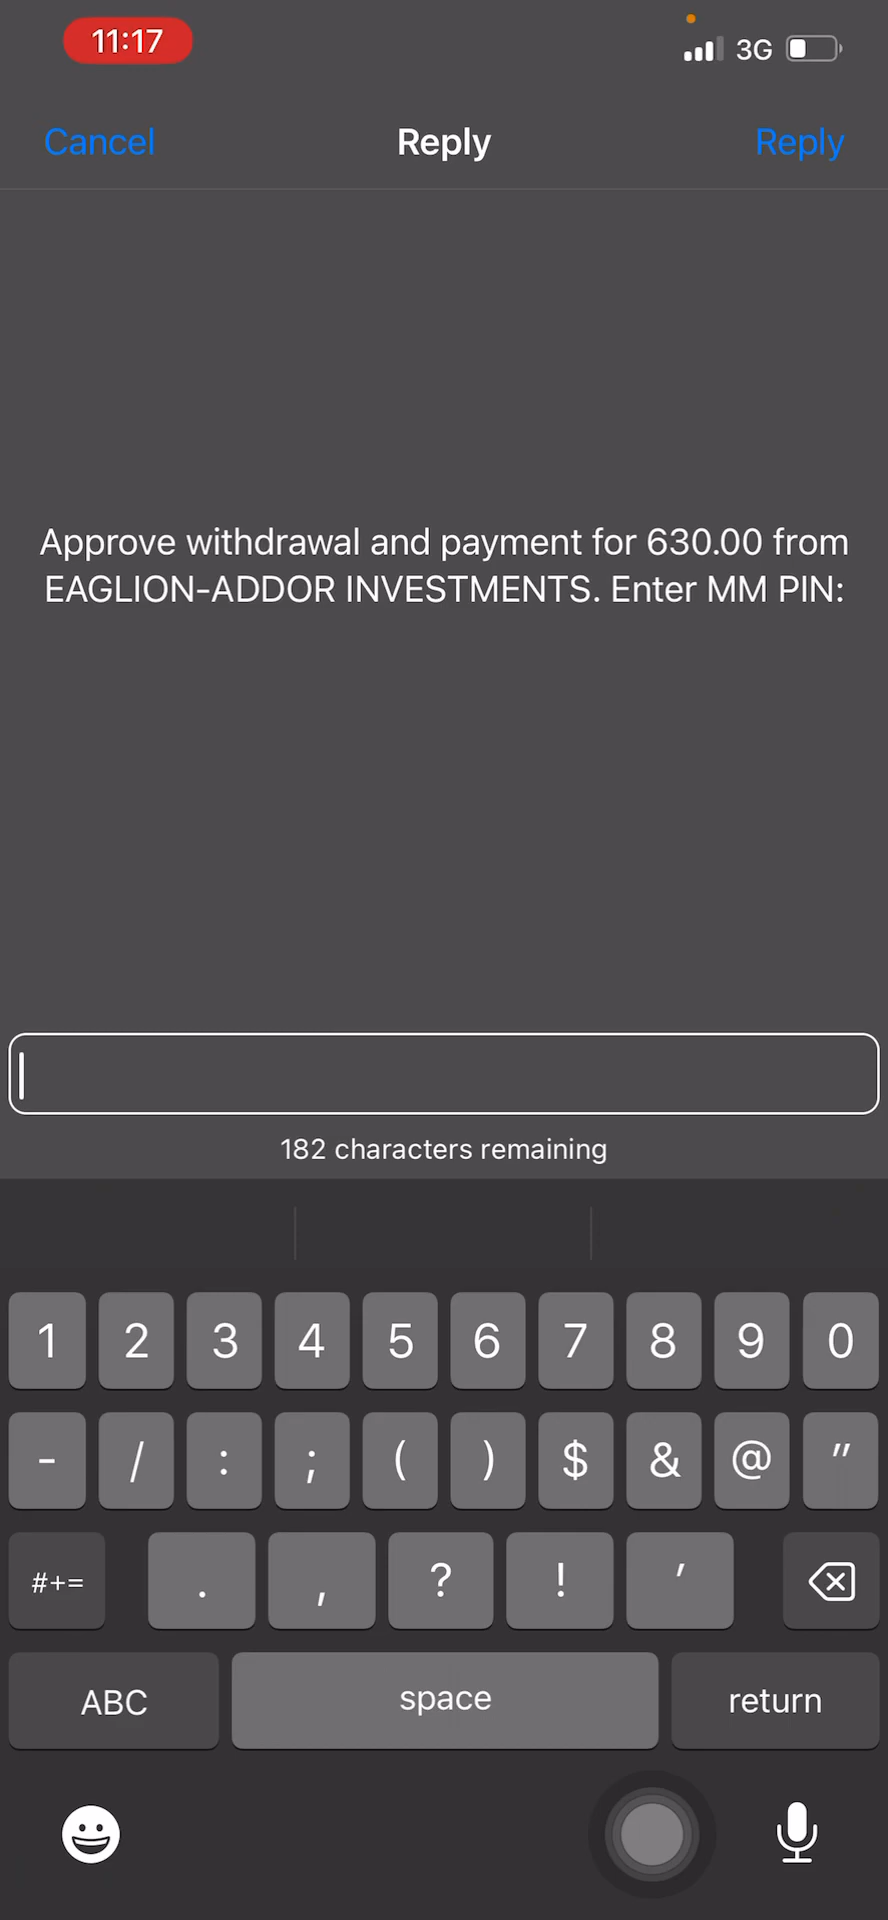 11:17
3G
Cancel Reply Reply
Approve withdrawal and payment for 630.00 from
EAGLION-ADDOR INVESTMENTS. Enter MM PIN:
182 characters remaining
1 2 3 4 5 6 7 8 9 0
- / : ; ( ) $ & @ "
#+= . , ? ! '
ABC space return